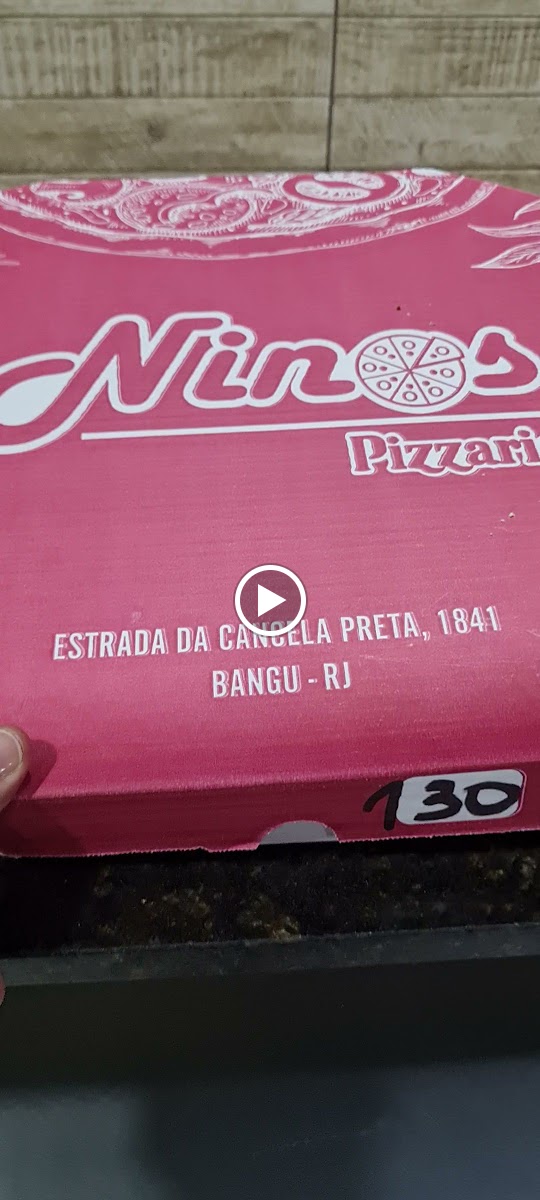 Ninos
Pizzari
ESTRADA DA CANCELA PRETA, 1841
BANGU - RJ
130